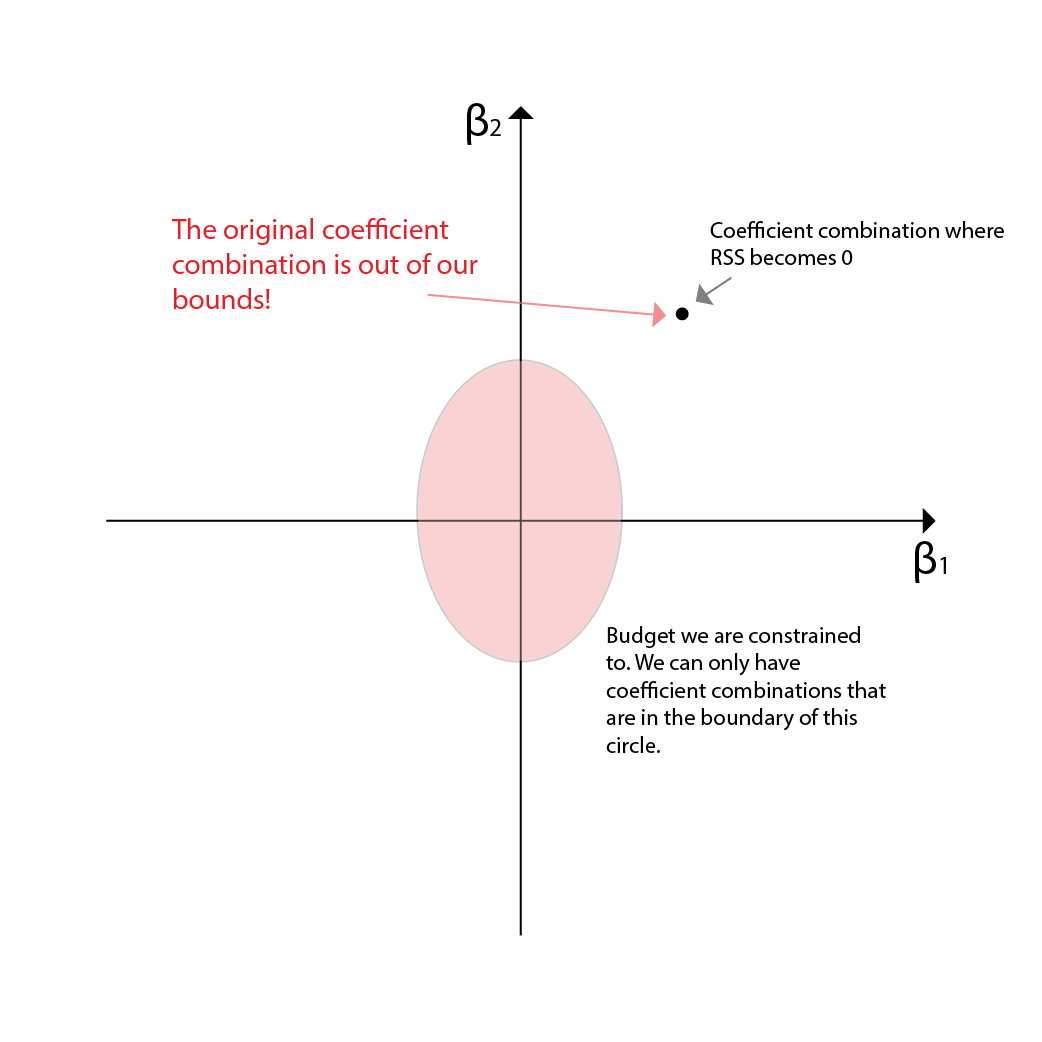 β2
The original coefficient
combination is out of our
bounds!
Coefficient combination where
RSS becomes 0
β1
Budget we are constrained
to. We can only have
coefficient combinations that
are in the boundary of this
circle.